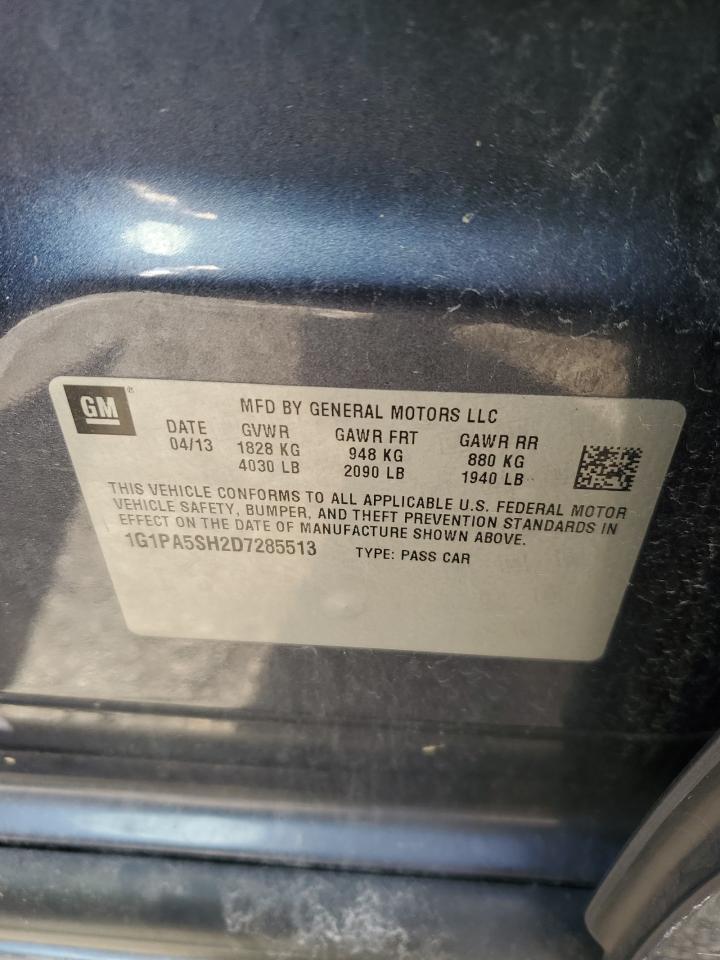 GM ®
MFD BY GENERAL MOTORS LLC
DATE GVWR GAWR FRT GAWR RR
04/13 1828 KG 948 KG 880 KG
4030 LB 2090 LB 1940 LB
THIS VEHICLE CONFORMS TO ALL APPLICABLE U.S. FEDERAL MOTOR
VEHICLE SAFETY, BUMPER, AND THEFT PREVENTION STANDARDS IN
EFFECT ON THE DATE OF MANUFACTURE SHOWN ABOVE.
1G1PA5SH2D7285513 TYPE: PASS CAR